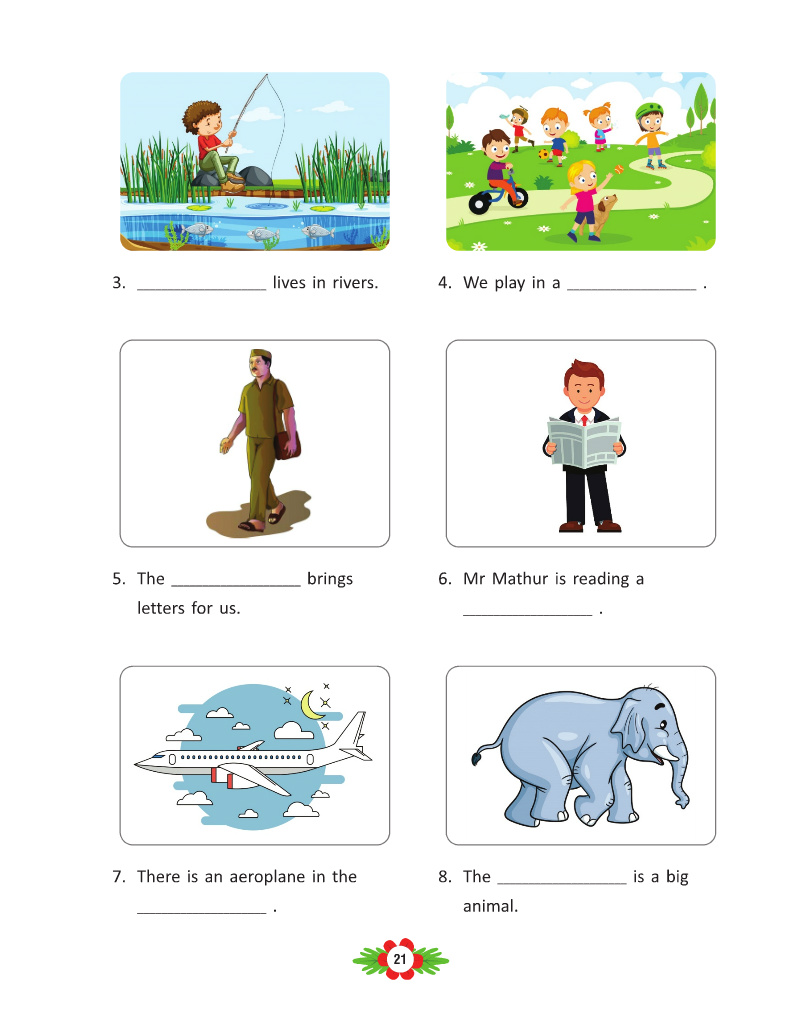 3. _______________ lives in rivers.
4. We play in a _______________ .
5. The _______________ brings
letters for us.
6. Mr Mathur is reading a
_______________ .
7. There is an aeroplane in the
_______________ .
8. The _______________ is a big
animal.
21